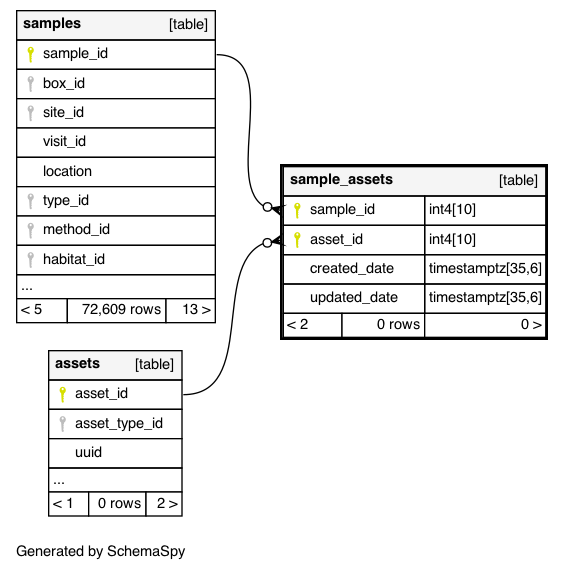 samples [table]
sample_id
box_id
site_id
visit_id
location
type_id
method_id
habitat_id
...
< 5 72,609 rows 13 >
sample_assets [table]
sample_id int4[10]
asset_id int4[10]
created_date timestamptz[35,6]
updated_date timestamptz[35,6]
< 2 0 rows 0 >
assets [table]
asset_id
asset_type_id
uuid
...
< 1 0 rows 2 >
Generated by SchemaSpy